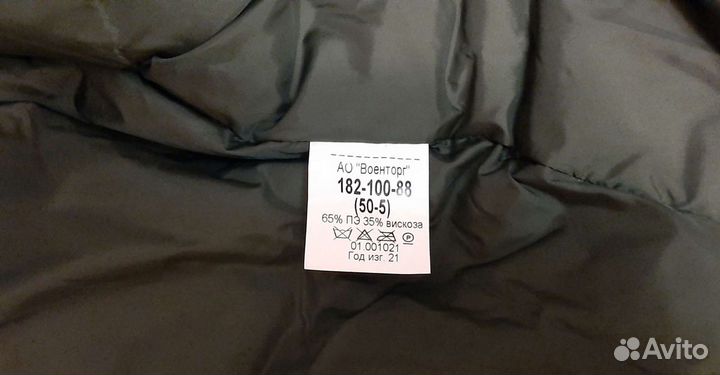 АО "Военторг"
182-100-88
(50-5)
65% ПЭ 35% вискоза
01 001021
Год изг. 21
Avito